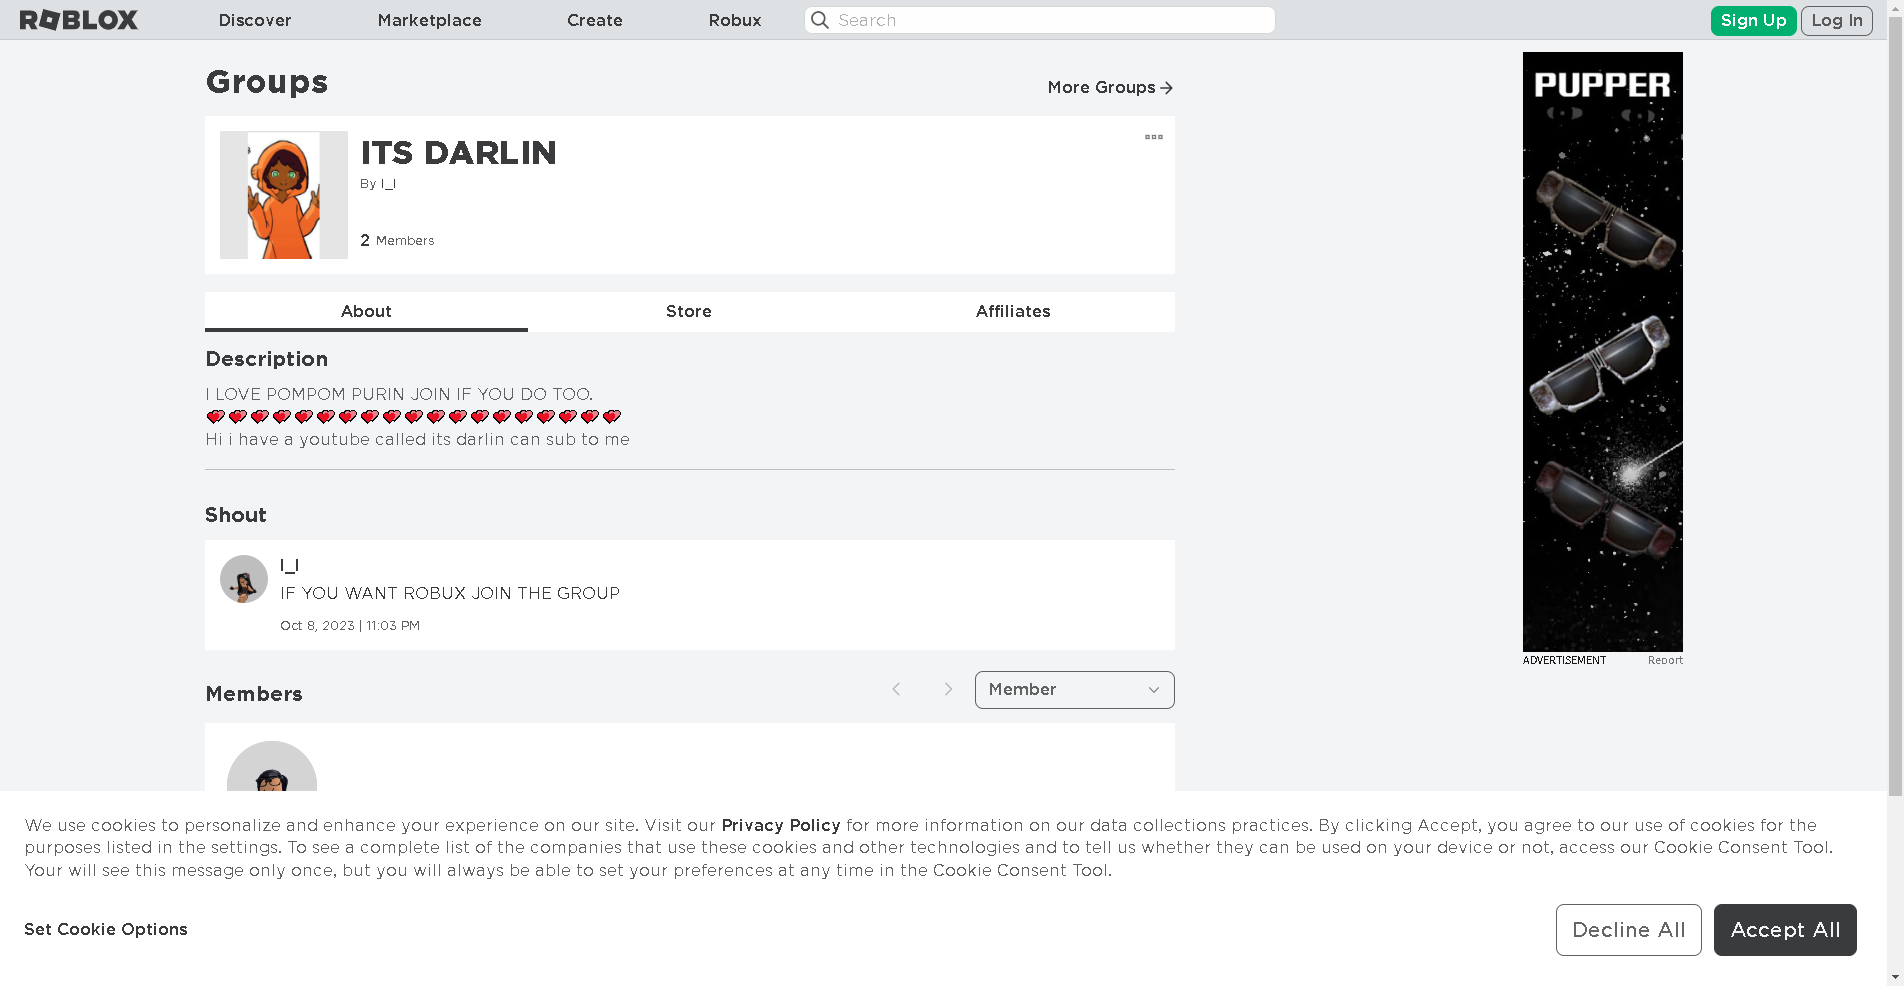 ROBLOX Discover Marketplace Create Robux Search Sign Up Log In
Groups
More Groups
ITS DARLIN
By I_I
2 Members
About Store Affiliates
Description
I LOVE POMPOM PURIN JOIN IF YOU DO TOO.
💕💕💕💕💕💕💕💕💕💕💕💕💕💕💕💕💕💕💕
Hi i have a youtube called its darlin can sub to me
Shout
I_I
IF YOU WANT ROBUX JOIN THE GROUP
Oct 8, 2023 | 11:03 PM
Members
Member
PUPPER
ADVERTISEMENT Report
We use cookies to personalize and enhance your experience on our site. Visit our Privacy Policy for more information on our data collections practices. By clicking Accept, you agree to our use of cookies for the
purposes listed in the settings. To see a complete list of the companies that use these cookies and other technologies and to tell us whether they can be used on your device or not, access our Cookie Consent Tool.
Your will see this message only once, but you will always be able to set your preferences at any time in the Cookie Consent Tool.
Set Cookie Options
Decline All Accept All